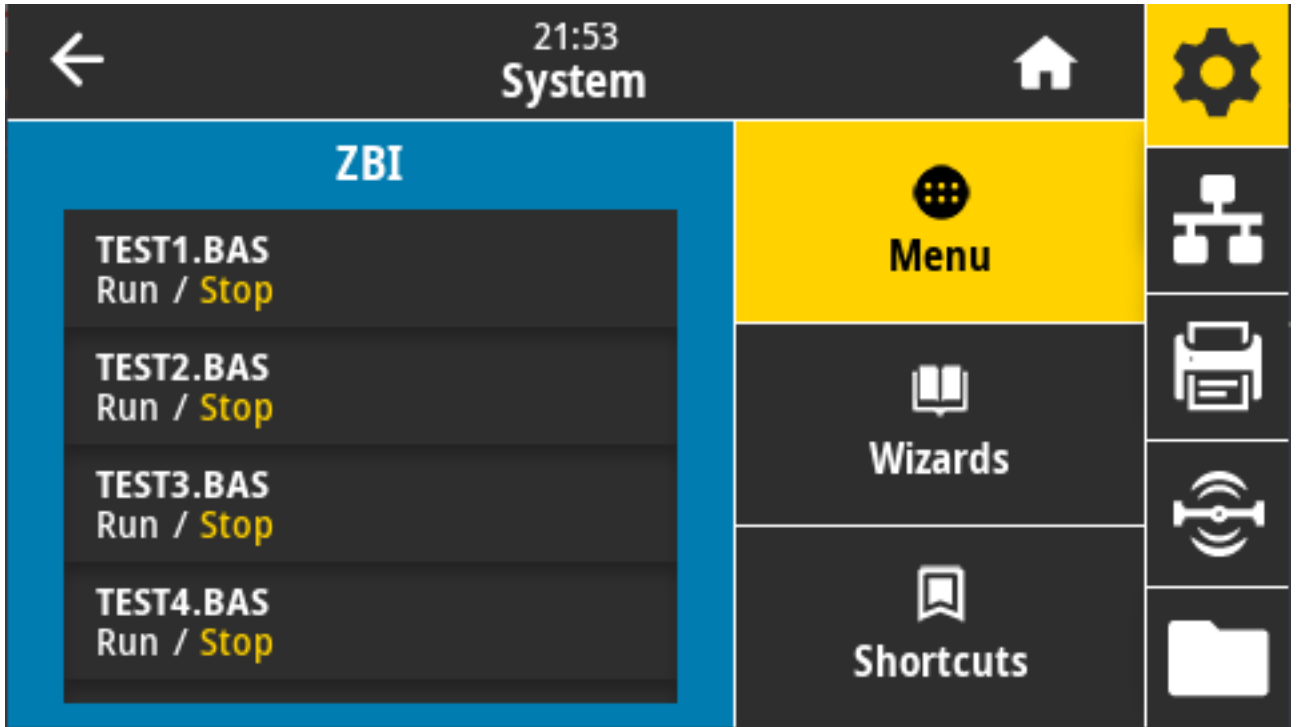 21:53
System
ZBI
TEST1.BAS
Run / Stop
TEST2.BAS
Run / Stop
TEST3.BAS
Run / Stop
TEST4.BAS
Run / Stop
Menu
Wizards
Shortcuts